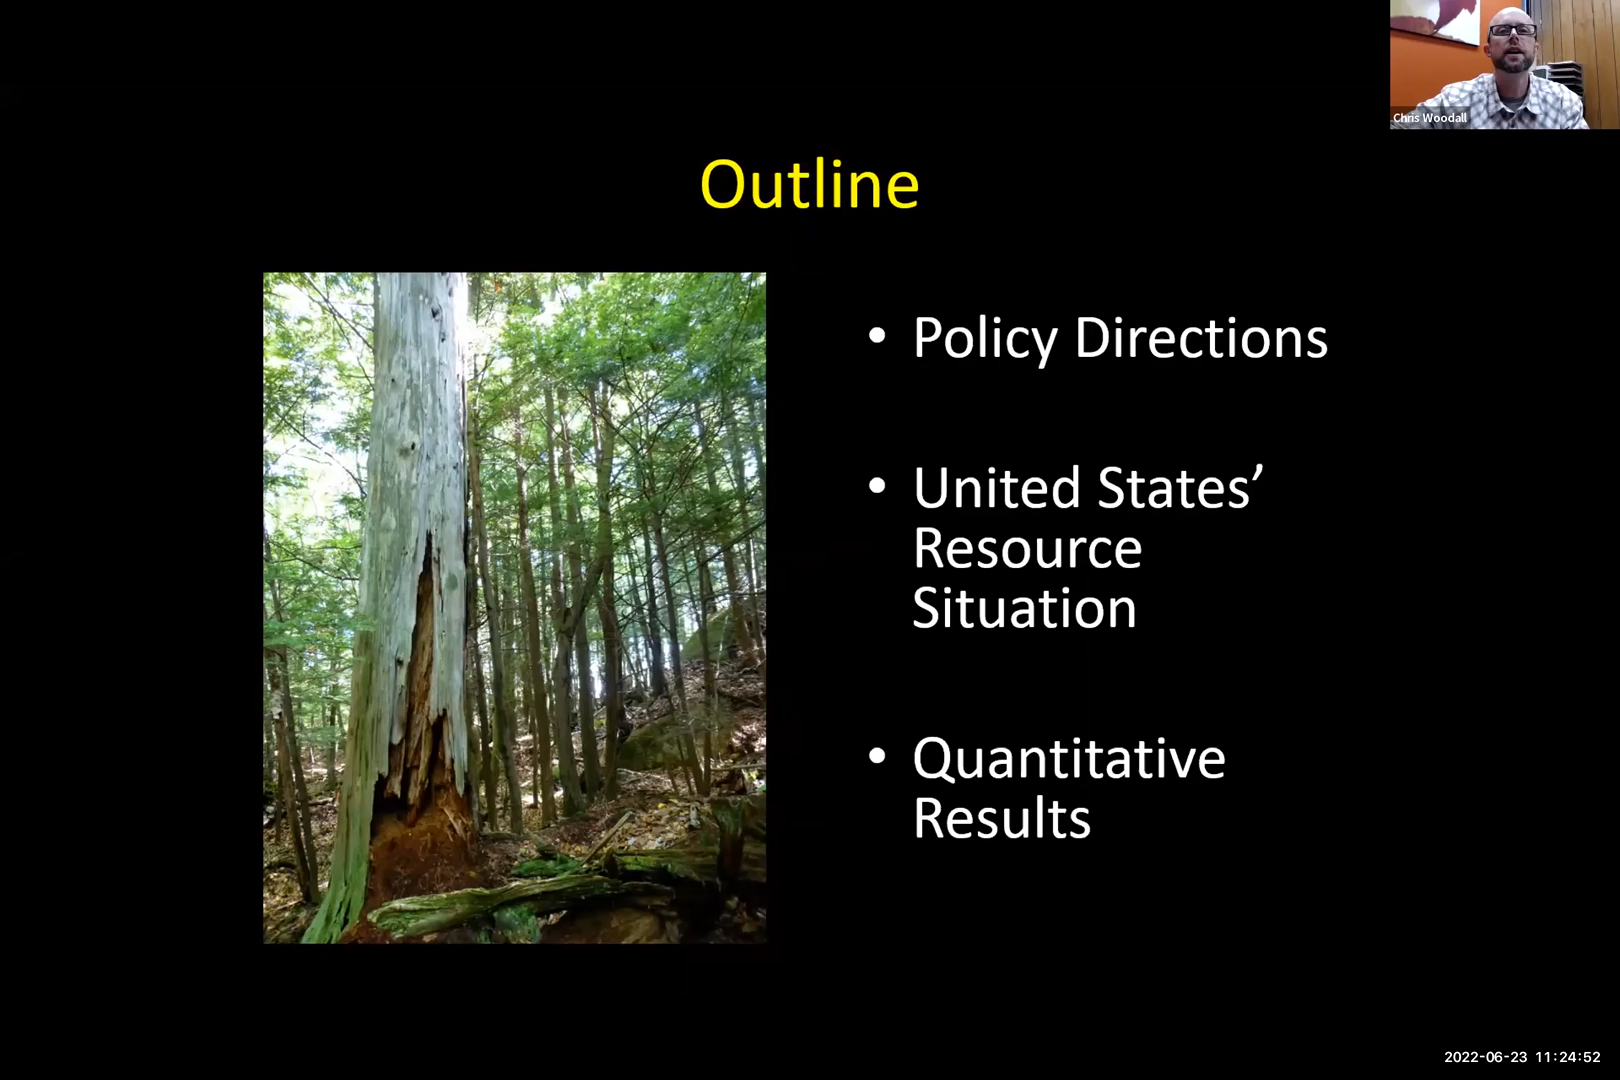 Chris Woodall
Outline
• Policy Directions
• United States’
Resource
Situation
• Quantitative
Results
2022-06-23 11:24:52